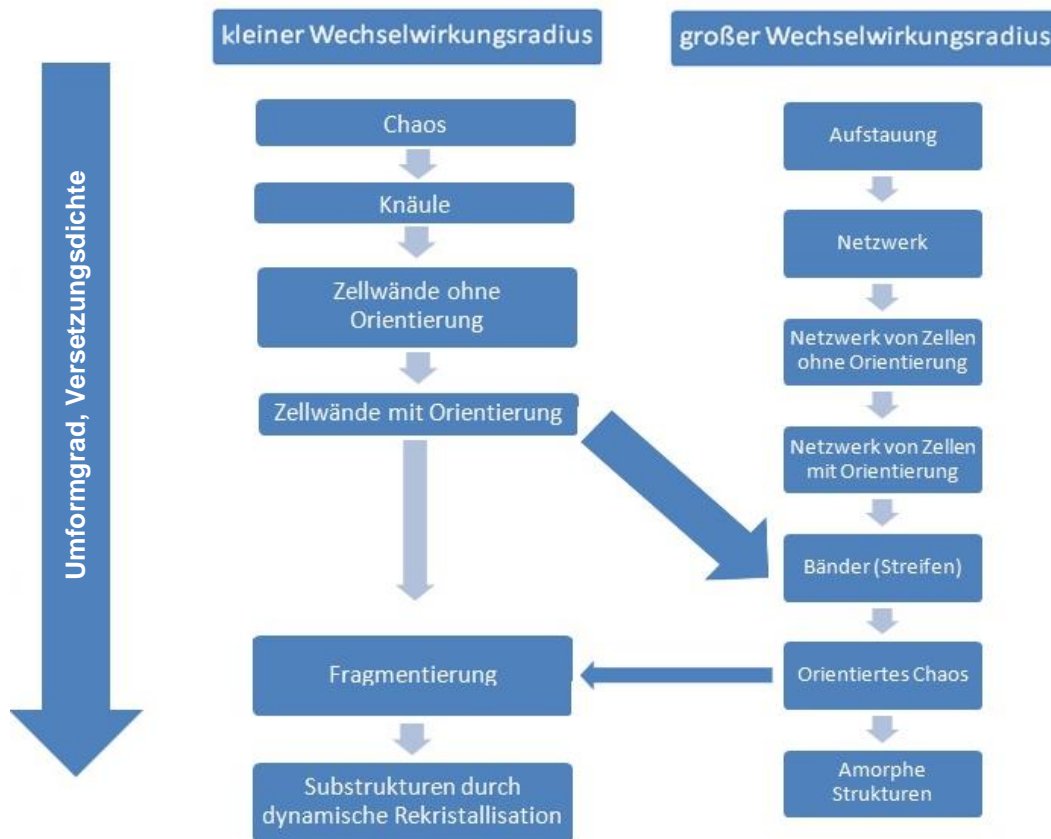 Umformgrad, Versetzungsdichte
kleiner Wechselwirkungsradius
Chaos
Knäule
Zellwände ohne
Orientierung
Zellwände mit Orientierung
Fragmentierung
Substrukturen durch
dynamische Rekristallisation
großer Wechselwirkungsradius
Aufstauung
Netzwerk
Netzwerk von Zellen
ohne Orientierung
Netzwerk von Zellen
mit Orientierung
Bänder (Streifen)
Orientiertes Chaos
Amorphe
Strukturen